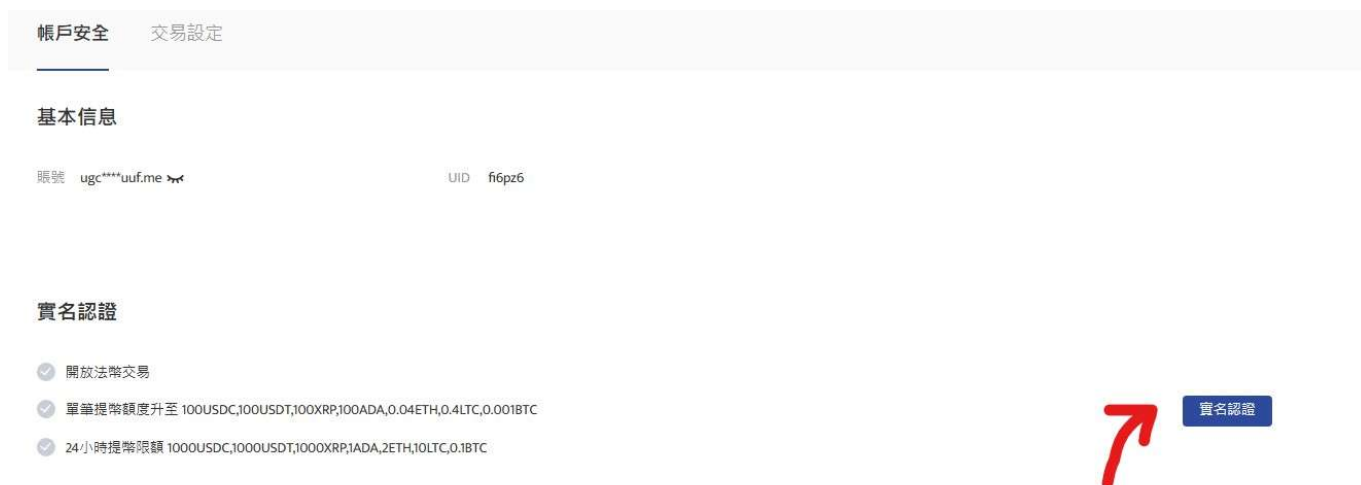 帳戶安全 交易設定
基本信息
賬號 ugc****uuf.me UID fi6pz6
實名認證
開放法幣交易
單筆提幣額度升至 100USDC,100USDT,100XRP,100ADA,0.04ETH,0.4LTC,0.001BTC
實名認證
24小時提幣限額 1000USDC,1000USDT,1000XRP,1ADA,2ETH,10LTC,0.1BTC